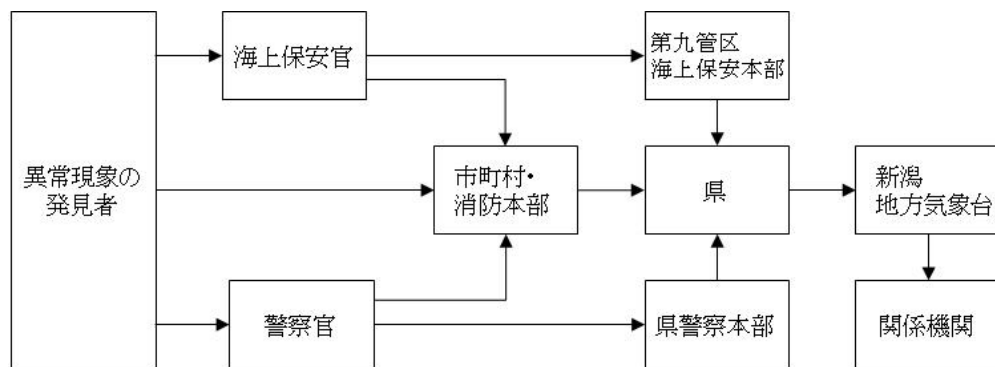 異常現象の
発見者
海上保安官
第九管区
海上保安本部
市町村・
消防本部
県
新潟
地方気象台
警察官
県警察本部
関係機関